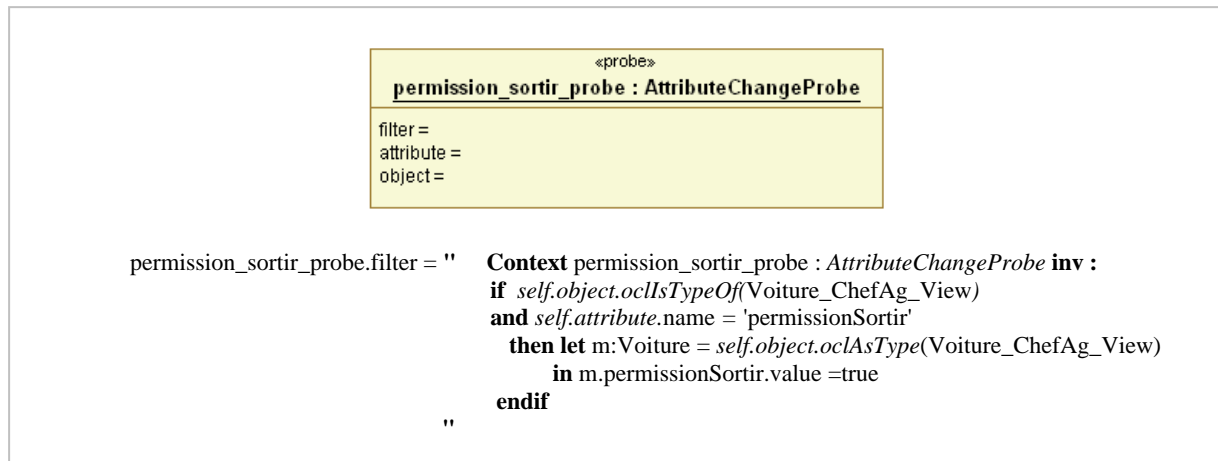 «probe»
permission_sortir_probe : AttributeChangeProbe
filter =
attribute =
object =
permission_sortir_probe.filter = " Context permission_sortir_probe : AttributeChangeProbe inv :
if self.object.oclIsTypeOf(Voiture_ChefAg_View)
and self.attribute.name = 'permissionSortir'
then let m:Voiture = self.object.oclAsType(Voiture_ChefAg_View)
in m.permissionSortir.value =true
endif
"